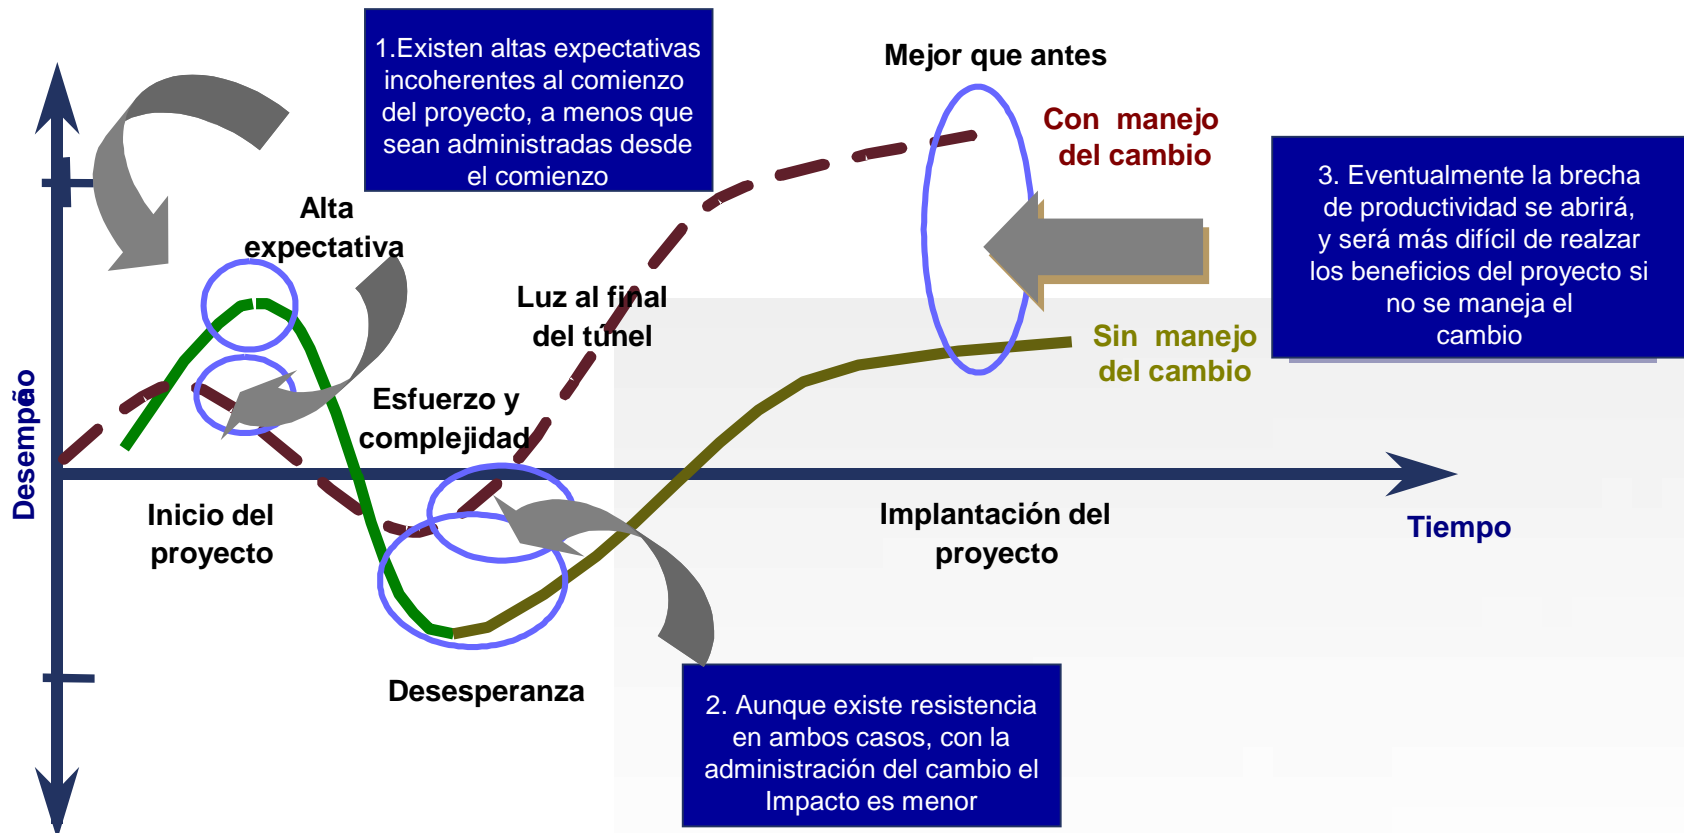 1.Existen altas expectativas
incoherentes al comienzo
del proyecto, a menos que
sean administradas desde
el comienzo
Mejor que antes
Con manejo
del cambio
3. Eventualmente la brecha
de productividad se abrirá,
y será más difícil de realzar
los beneficios del proyecto si
no se maneja el
cambio
Alta
expectativa
Luz al final
del túnel
Sin manejo
del cambio
Esfuerzo y
complejidad
Desempeño
Inicio del
proyecto
Implantación del
proyecto
Tiempo
Desesperanza
2. Aunque existe resistencia
en ambos casos, con la
administración del cambio el
Impacto es menor